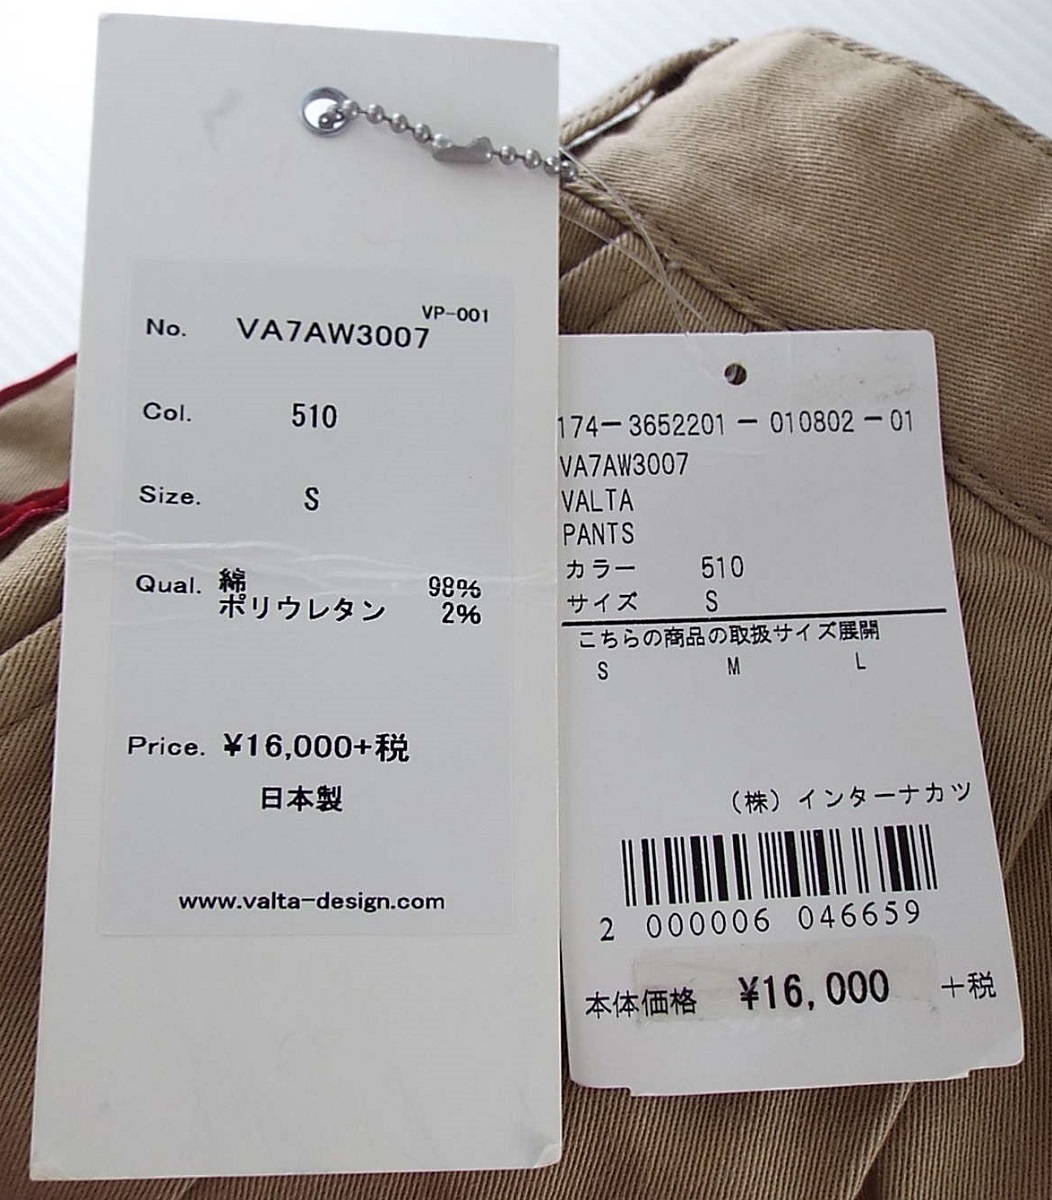 VP-001
No. VA7AW3007
Col. 510
Size. S
Qual. 綿 98%
ポリウレタン 2%
Price. ¥16,000+税
日本製
www.valta-design.com
174-3652201-010802-01
VA7AW3007
VALTA
PANTS
カラー 510
サイズ S
こちらの商品の取扱サイズ展開
S M L
（株）インターナカツ
2 000006 046659
本体価格 ¥16,000 +税